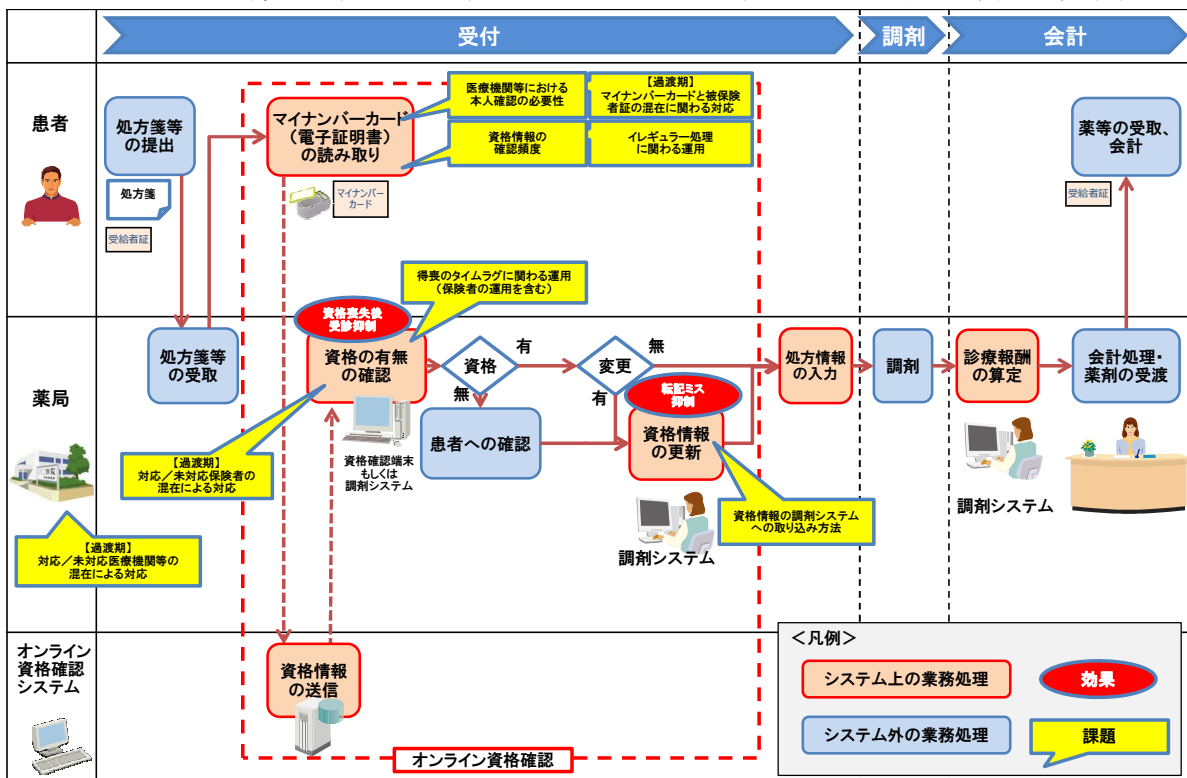 受付
調剤
会計
患者
処方箋等
の提出
処方箋
受給者証
マイナンバーカード
(電子証明書)
の読み取り
マイナンバー
カード
医療機関等における
本人確認の必要性
【過渡期】
マイナンバーカードと被保険
者証の混在に関わる対応
資格情報の
確認頻度
イレギュラー処理
に関わる運用
薬等の受取、
会計
受給者証
得喪のタイムラグに関わる運用
(保険者の運用を含む)
薬局
処方箋等
の受取
資格喪失後
受診抑制
資格の有無
の確認
資格
有
無
変更
無
有
患者への確認
転記ミス
抑制
資格情報
の更新
処方情報
の入力
調剤
診療報酬
の算定
会計処理・
薬剤の受渡
資格確認端末
もしくは
調剤システム
調剤システム
調剤システム
【過渡期】
対応/未対応保険者の
混在による対応
資格情報の調剤システム
への取り込み方法
【過渡期】
対応/未対応医療機関等の
混在による対応
オンライン
資格確認
システム
資格情報
の送信
オンライン資格確認
<凡例>
システム上の業務処理
効果
システム外の業務処理
課題